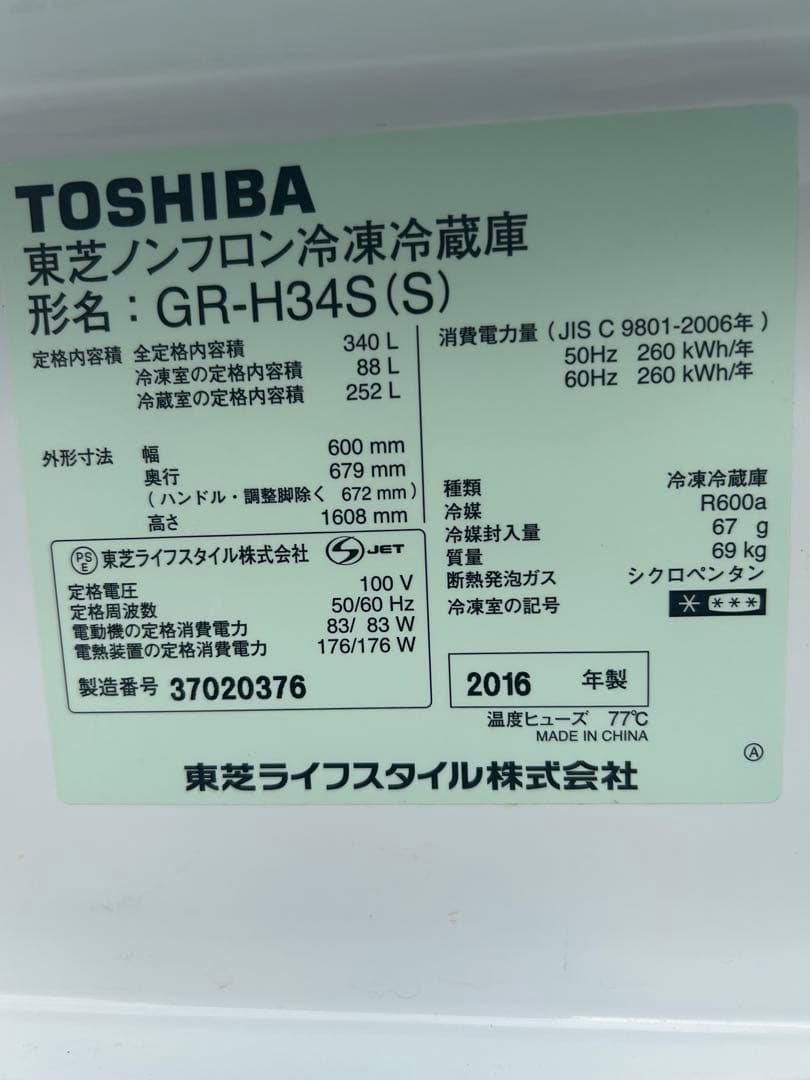 TOSHIBA
東芝ノンフロン冷凍冷蔵庫
形名：GR-H34S(S)
定格内容積 全定格内容積 340 L
冷凍室の定格内容積 88 L
冷蔵室の定格内容積 252 L
外形寸法 幅 600 mm
奥行 679 mm
(ハンドル・調整脚除く 672 mm)
高さ 1608 mm
消費電力量 (JIS C 9801-2006年)
50Hz 260 kWh/年
60Hz 260 kWh/年
種類 冷凍冷蔵庫
冷媒 R600a
冷媒封入量 67 g
質量 69 kg
断熱発泡ガス シクロペンタン
冷凍室の記号 * ***
PSE 東芝ライフスタイル株式会社 S JET
定格電圧 100 V
定格周波数 50/60 Hz
電動機の定格消費電力 83/ 83 W
電熱装置の定格消費電力 176/176 W
製造番号 37020376
2016 年製
温度ヒューズ 77℃
MADE IN CHINA
Ⓐ
東芝ライフスタイル株式会社